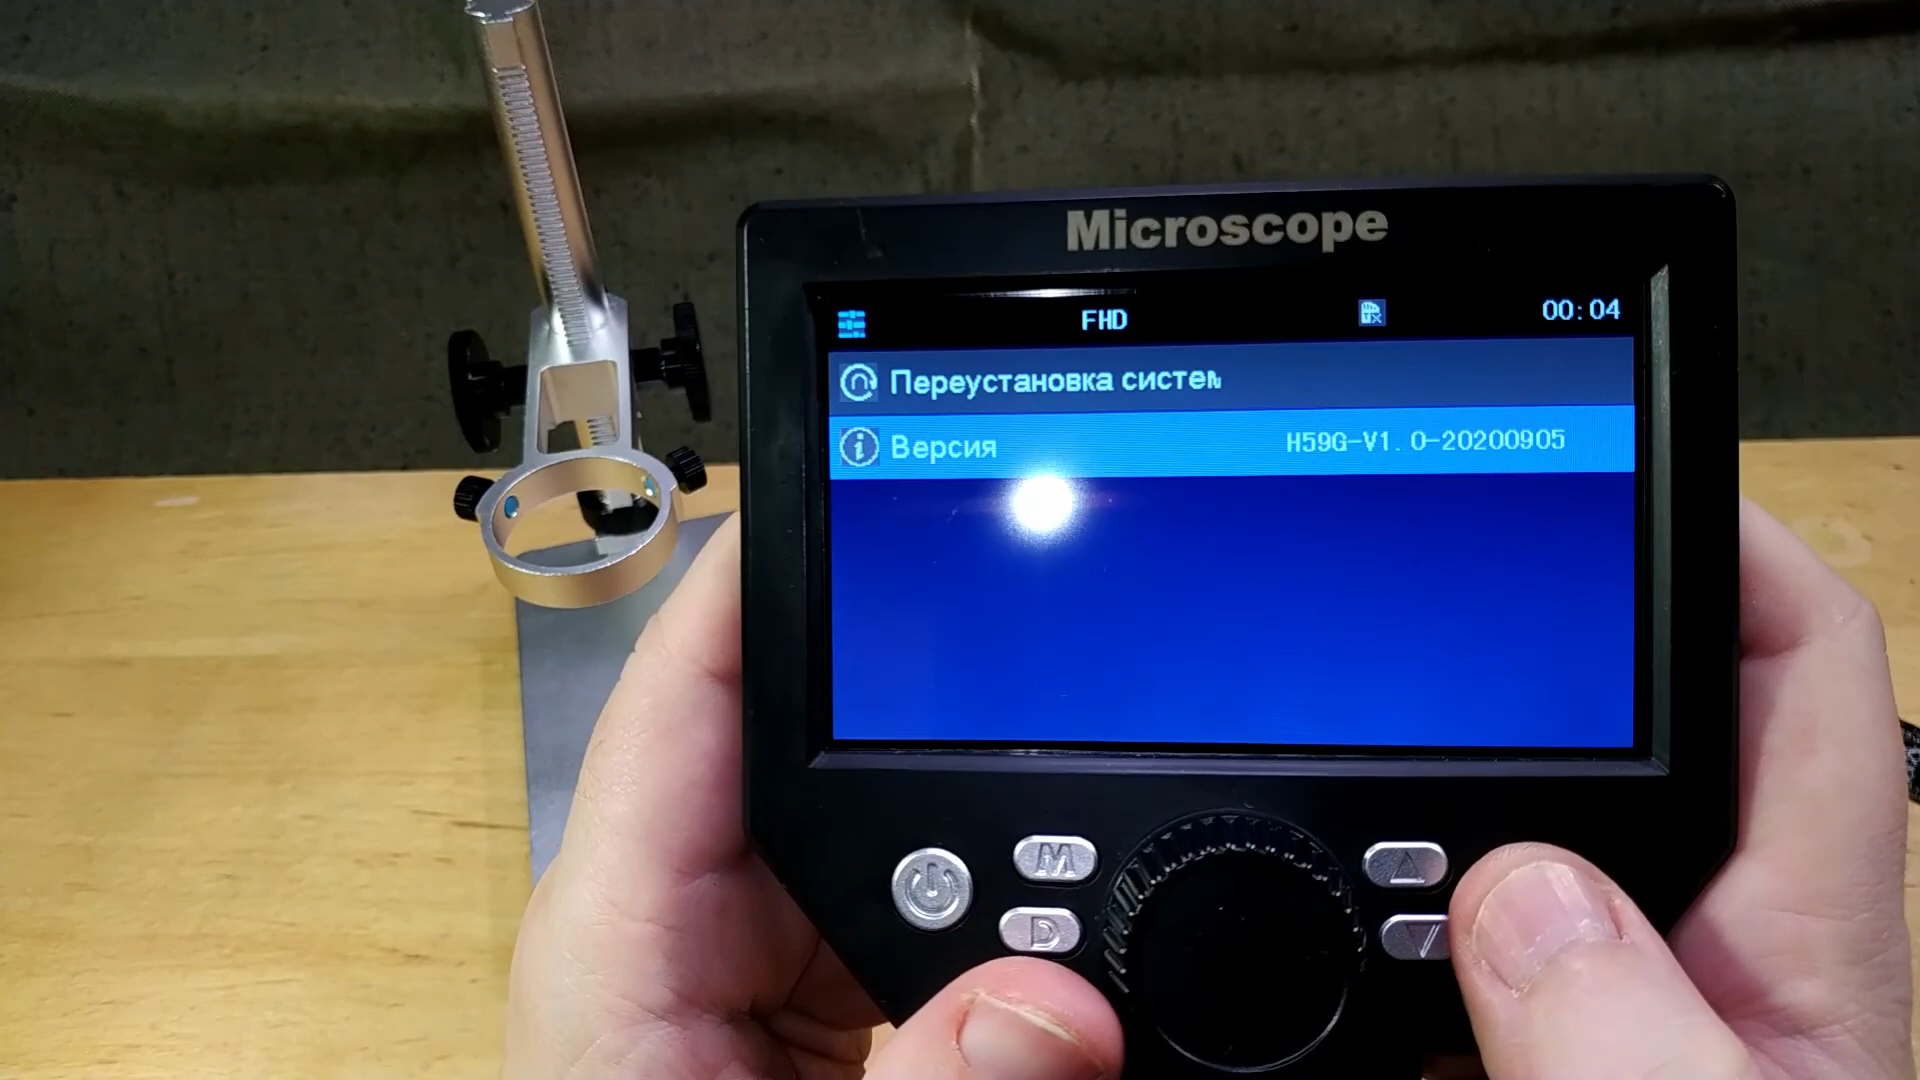 Microscope
FHD
00:04
Переустановка систем
Версия H59G-V1.0-20200905
M
D